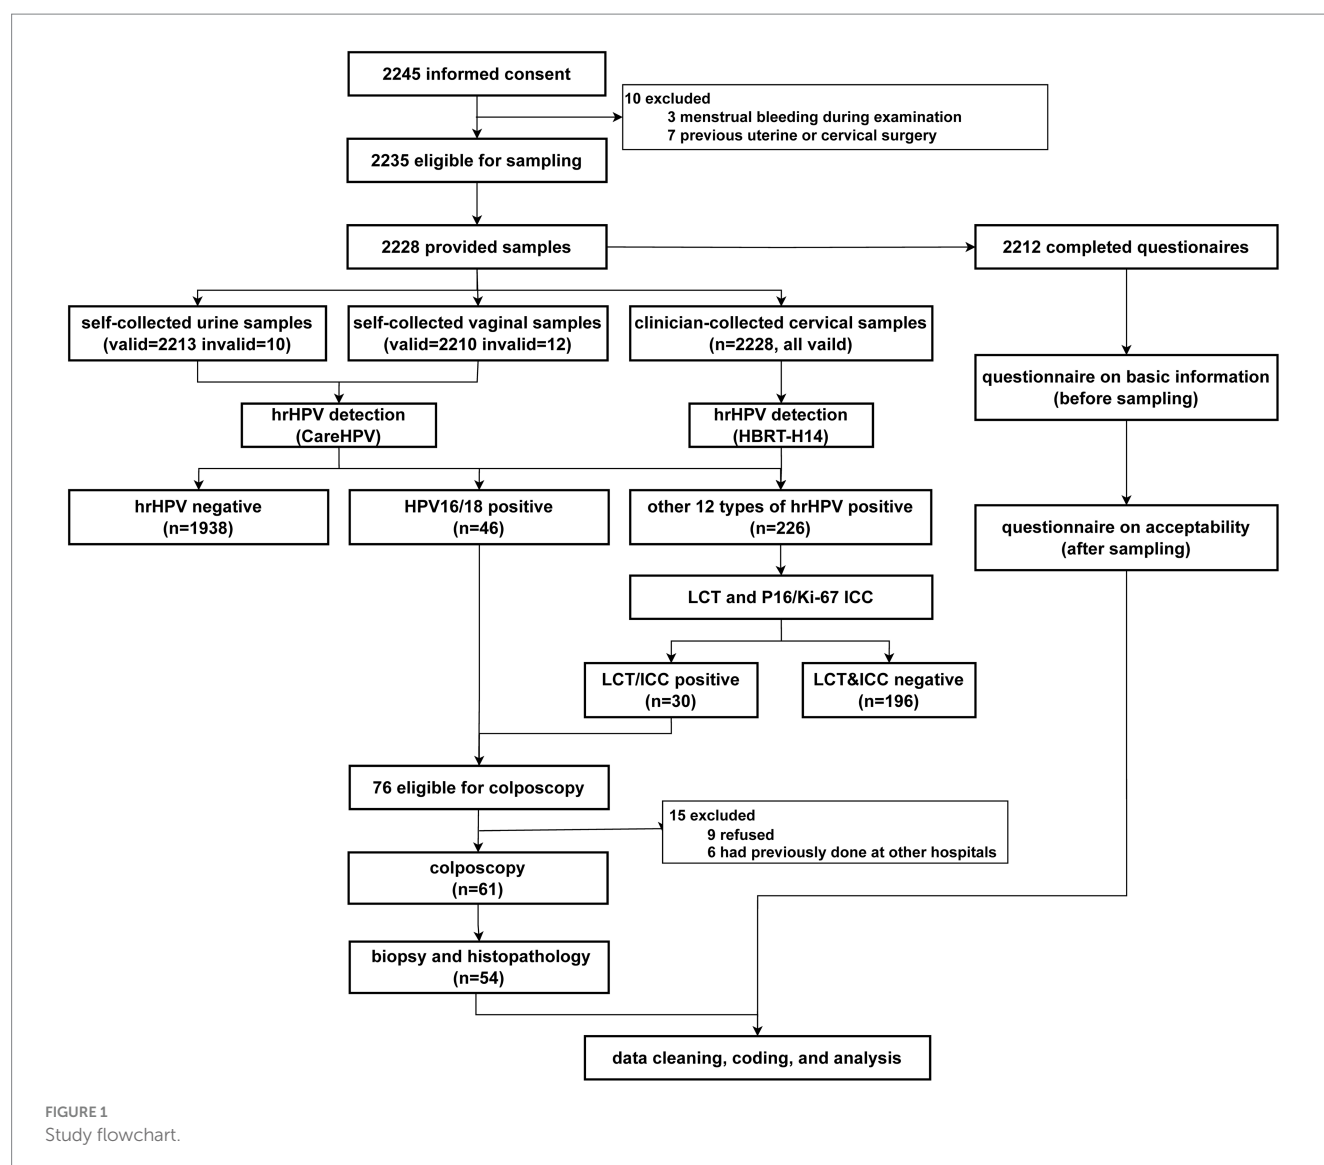 2245 informed consent
10 excluded
3 menstrual bleeding during examination
7 previous uterine or cervical surgery
2235 eligible for sampling
2228 provided samples
2212 completed questionaires
self-collected urine samples
(valid=2213 invalid=10)
self-collected vaginal samples
(valid=2210 invalid=12)
clinician-collected cervical samples
(n=2228, all vaild)
questionnaire on basic information
(before sampling)
hrHPV detection
(CareHPV)
hrHPV detection
(HBRT-H14)
hrHPV negative
(n=1938)
HPV16/18 positive
(n=46)
other 12 types of hrHPV positive
(n=226)
questionnaire on acceptability
(after sampling)
LCT and P16/Ki-67 ICC
LCT/ICC positive
(n=30)
LCT&ICC negative
(n=196)
76 eligible for colposcopy
15 excluded
9 refused
6 had previously done at other hospitals
colposcopy
(n=61)
biopsy and histopathology
(n=54)
data cleaning, coding, and analysis
FIGURE 1
Study flowchart.